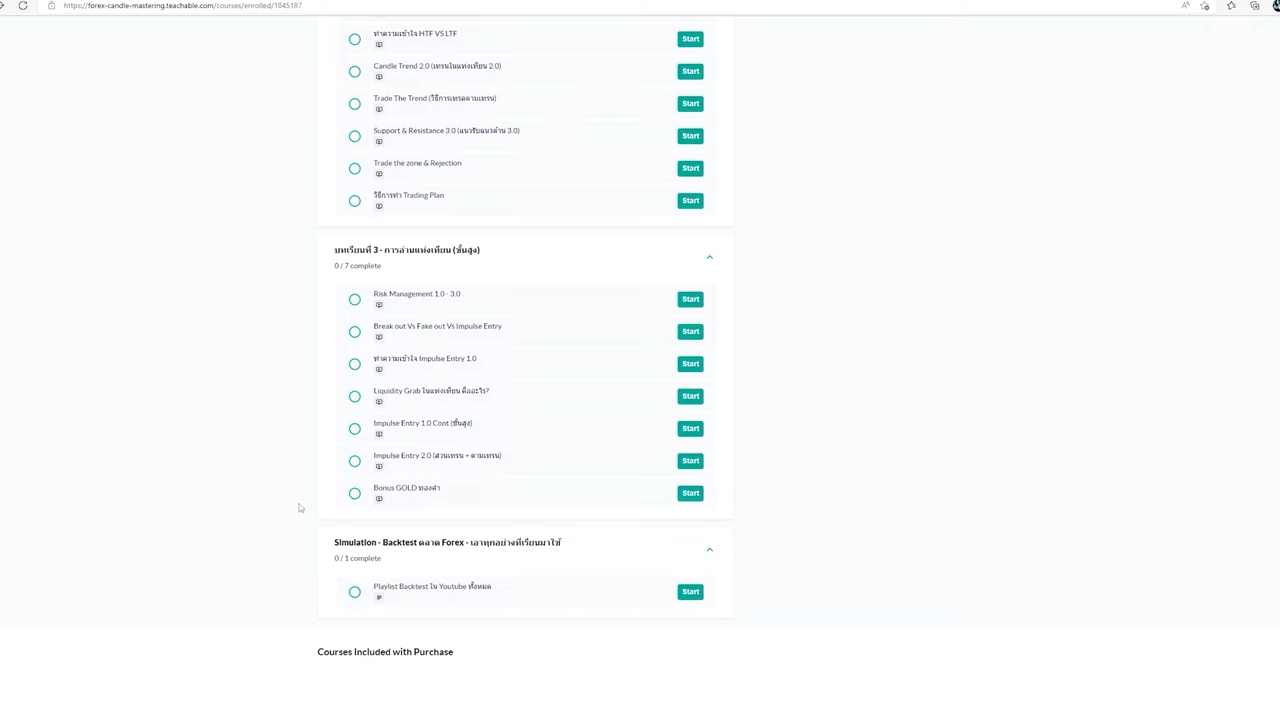 https://forex-candle-mastering.teachable.com/courses/enrolled/1845187
ทำความเข้าใจ HTF VS LTF
Start
Candle Trend 2.0 (เทรนในแท่งเทียน 2.0)
Start
Trade The Trend (วิธีการเทรดตามเทรน)
Start
Support & Resistance 3.0 (แนวรับแนวต้าน 3.0)
Start
Trade the zone & Rejection
Start
วิธีการทำ Trading Plan
Start
บทเรียนที่ 3 - การอ่านแท่งเทียน (ขั้นสูง)
0 / 7 complete
Risk Management 1.0 - 3.0
Start
Break out Vs Fake out Vs Impulse Entry
Start
ทำความเข้าใจ Impulse Entry 1.0
Start
Liquidity Grab ในแท่งเทียน คืออะไร?
Start
Impulse Entry 1.0 Cont (ขั้นสูง)
Start
Impulse Entry 2.0 (สวนเทรน + ตามเทรน)
Start
Bonus GOLD ทองคำ
Start
Simulation - Backtest ตลาด Forex - เอาทุกอย่างที่เรียนมาใช้
0 / 1 complete
Playlist Backtest ใน Youtube ทั้งหมด
Start
Courses Included with Purchase